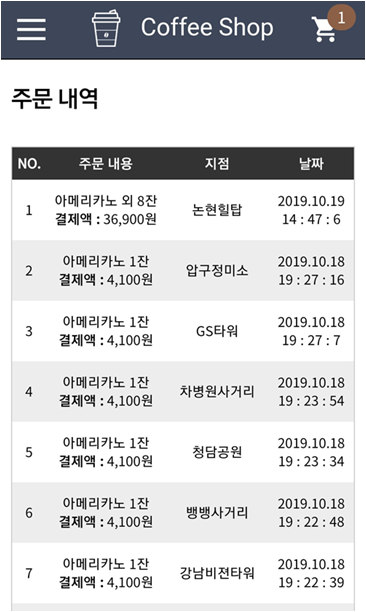 Coffee Shop 1
주문 내역
NO. 주문 내용 지점 날짜
1 아메리카노 외 8잔 결제액 : 36,900원 논현힐탑 2019.10.19 14 : 47 : 6
2 아메리카노 1잔 결제액 : 4,100원 압구정미소 2019.10.18 19 : 27 : 16
3 아메리카노 1잔 결제액 : 4,100원 GS타워 2019.10.18 19 : 27 : 7
4 아메리카노 1잔 결제액 : 4,100원 차병원사거리 2019.10.18 19 : 23 : 54
5 아메리카노 1잔 결제액 : 4,100원 청담공원 2019.10.18 19 : 23 : 34
6 아메리카노 1잔 결제액 : 4,100원 뱅뱅사거리 2019.10.18 19 : 22 : 48
7 아메리카노 1잔 결제액 : 4,100원 강남비젼타워 2019.10.18 19 : 22 : 39